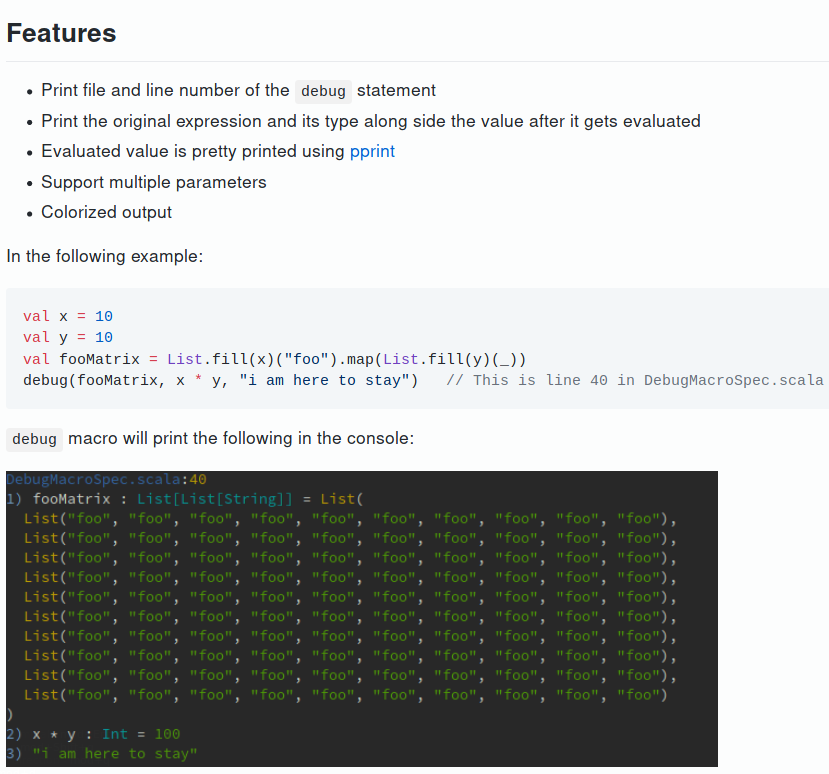 Features
Print file and line number of the debug statement
Print the original expression and its type along side the value after it gets evaluated
Evaluated value is pretty printed using pprint
Support multiple parameters
Colorized output
In the following example:
val x = 10
val y = 10
val fooMatrix = List.fill(x)("foo").map(List.fill(y)(_))
debug(fooMatrix, x * y, "i am here to stay")   // This is line 40 in DebugMacroSpec.scala
debug macro will print the following in the console:
DebugMacroSpec.scala:40
1) fooMatrix : List[List[String]] = List(
  List("foo", "foo", "foo", "foo", "foo", "foo", "foo", "foo", "foo", "foo"),
  List("foo", "foo", "foo", "foo", "foo", "foo", "foo", "foo", "foo", "foo"),
  List("foo", "foo", "foo", "foo", "foo", "foo", "foo", "foo", "foo", "foo"),
  List("foo", "foo", "foo", "foo", "foo", "foo", "foo", "foo", "foo", "foo"),
  List("foo", "foo", "foo", "foo", "foo", "foo", "foo", "foo", "foo", "foo"),
  List("foo", "foo", "foo", "foo", "foo", "foo", "foo", "foo", "foo", "foo"),
  List("foo", "foo", "foo", "foo", "foo", "foo", "foo", "foo", "foo", "foo"),
  List("foo", "foo", "foo", "foo", "foo", "foo", "foo", "foo", "foo", "foo"),
  List("foo", "foo", "foo", "foo", "foo", "foo", "foo", "foo", "foo", "foo"),
  List("foo", "foo", "foo", "foo", "foo", "foo", "foo", "foo", "foo", "foo")
)
2) x * y : Int = 100
3) "i am here to stay"